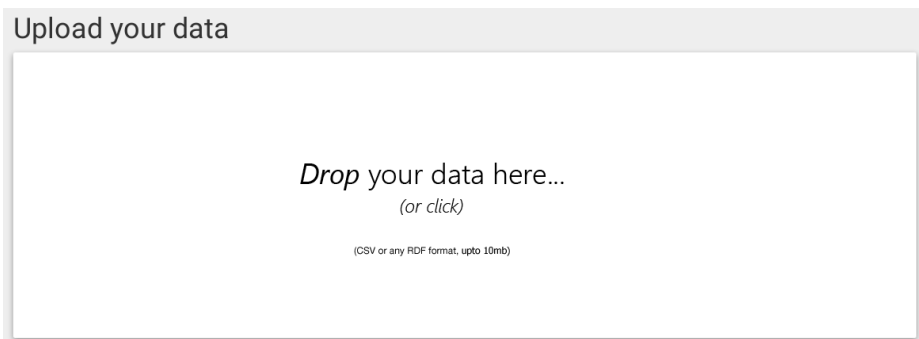 Upload your data
Drop your data here...
(or click)
(CSV or any RDF format, upto 10mb)